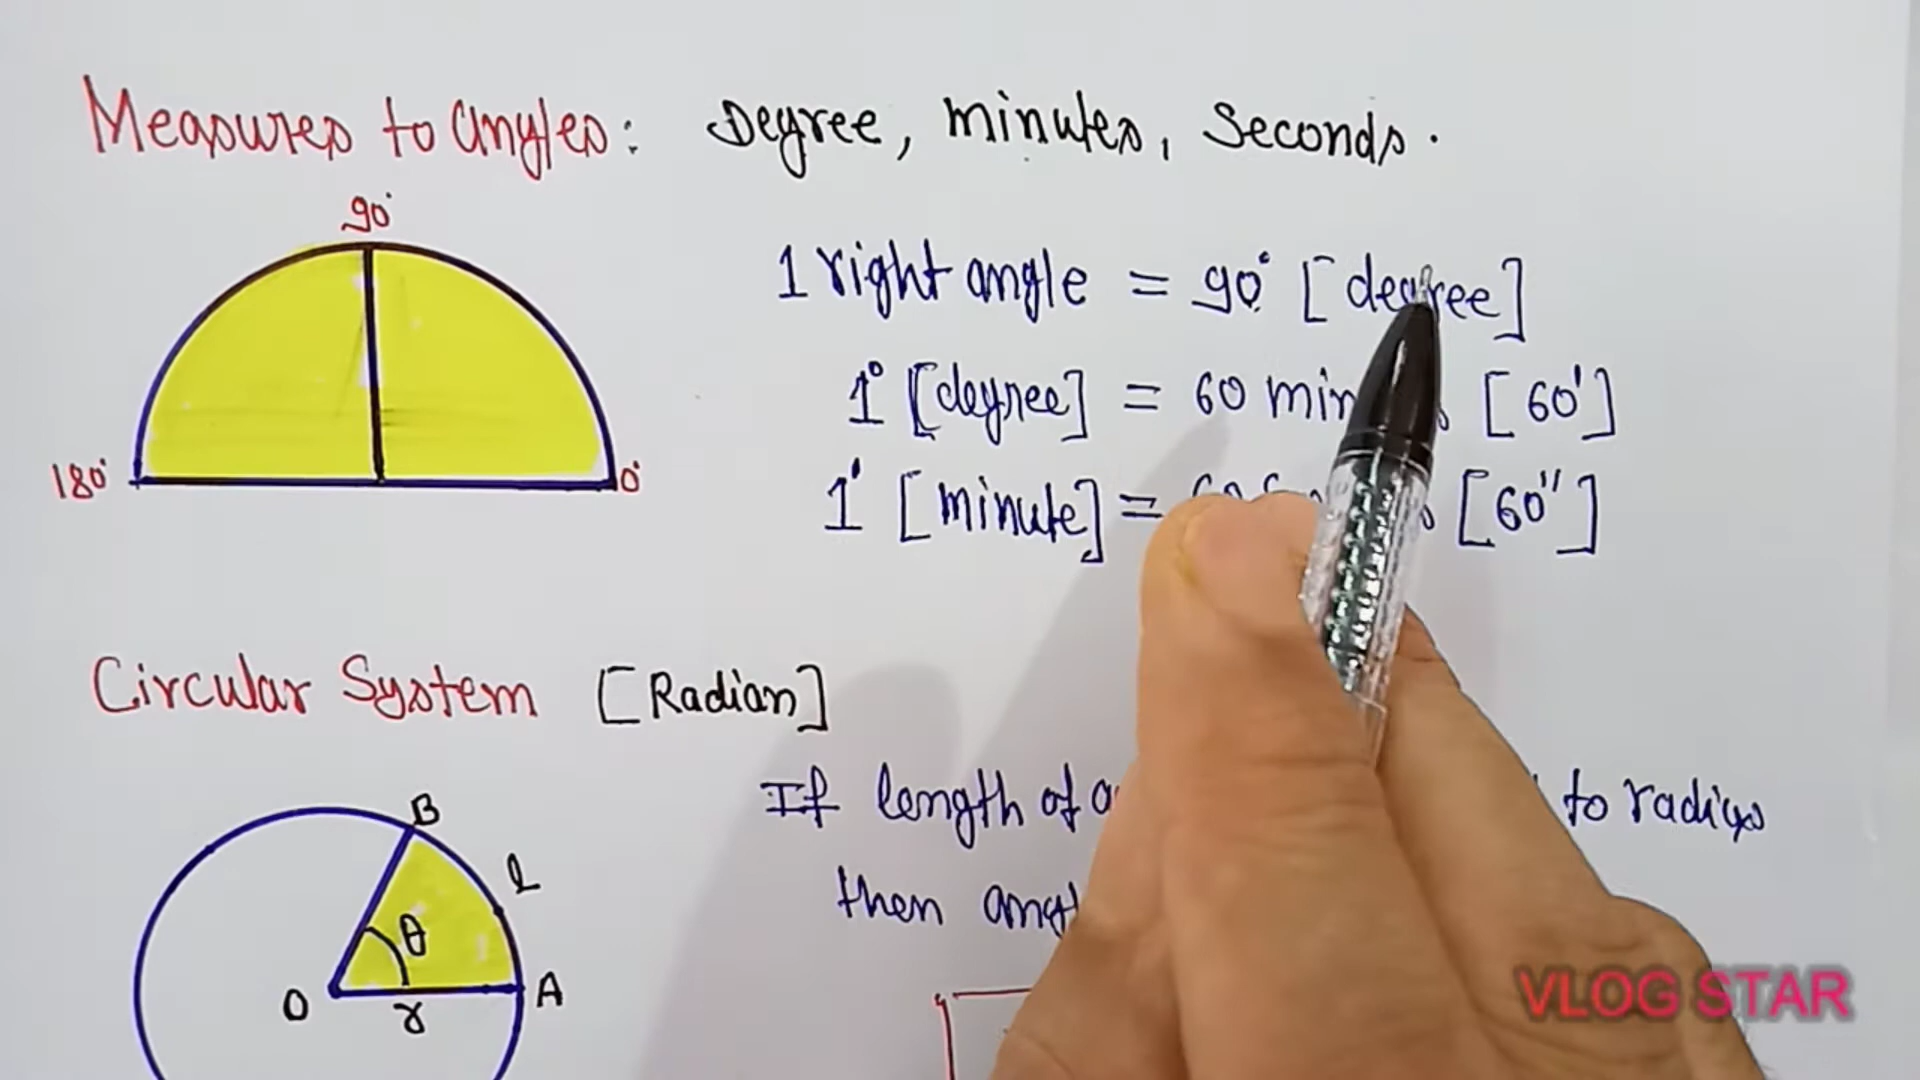 Measures to angles: Degree, minutes, Seconds.
90°
180°
0°
1 right angle = 90° [degree]
1° [degree] = 60 [60']
1' [minute] = [60"]
Circular System [Radian]
B
l
θ
O
r
A
If length of to radius
then
VLOG STAR